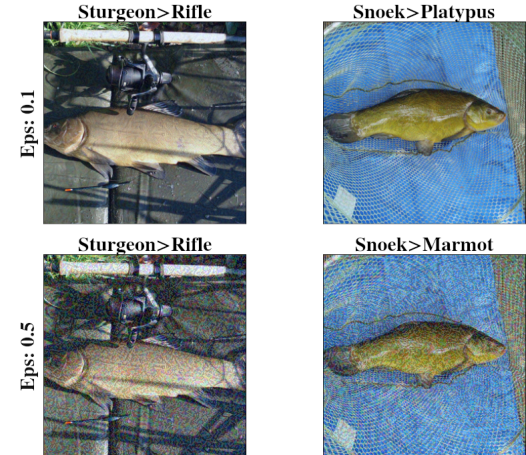 Sturgeon>Rifle
Snoek>Platypus
Eps: 0.1
Sturgeon>Rifle
Snoek>Marmot
Eps: 0.5